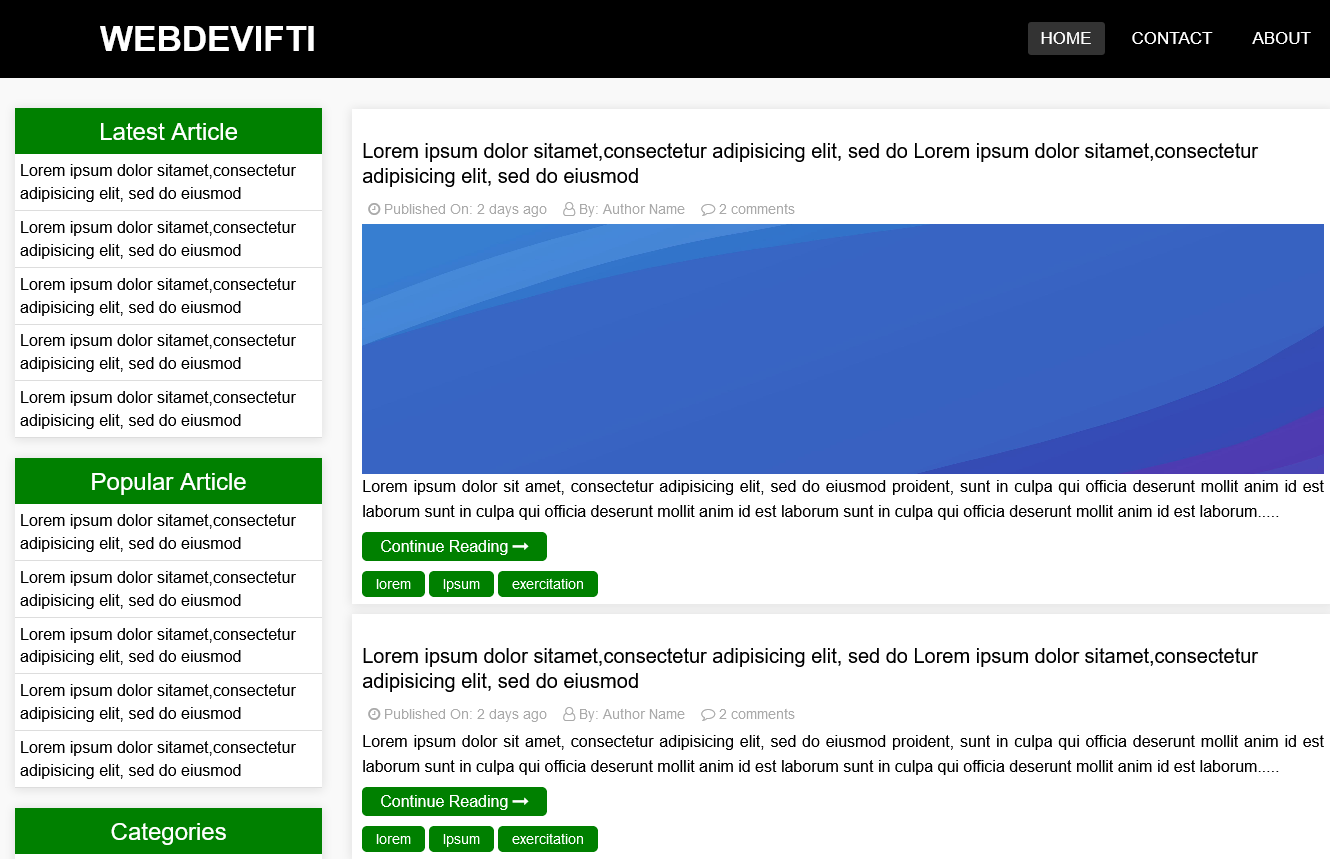 WEBDEVIFTI
HOME
CONTACT
ABOUT
Latest Article
Lorem ipsum dolor sitamet,consectetur
adipisicing elit, sed do eiusmod
Lorem ipsum dolor sitamet,consectetur
adipisicing elit, sed do eiusmod
Lorem ipsum dolor sitamet,consectetur
adipisicing elit, sed do eiusmod
Lorem ipsum dolor sitamet,consectetur
adipisicing elit, sed do eiusmod
Lorem ipsum dolor sitamet,consectetur
adipisicing elit, sed do eiusmod
Popular Article
Lorem ipsum dolor sitamet,consectetur
adipisicing elit, sed do eiusmod
Lorem ipsum dolor sitamet,consectetur
adipisicing elit, sed do eiusmod
Lorem ipsum dolor sitamet,consectetur
adipisicing elit, sed do eiusmod
Lorem ipsum dolor sitamet,consectetur
adipisicing elit, sed do eiusmod
Lorem ipsum dolor sitamet,consectetur
adipisicing elit, sed do eiusmod
Categories
Lorem ipsum dolor sitamet,consectetur adipisicing elit, sed do Lorem ipsum dolor sitamet,consectetur
adipisicing elit, sed do eiusmod
Published On: 2 days ago By: Author Name 2 comments
Lorem ipsum dolor sit amet, consectetur adipisicing elit, sed do eiusmod proident, sunt in culpa qui officia deserunt mollit anim id est
laborum sunt in culpa qui officia deserunt mollit anim id est laborum sunt in culpa qui officia deserunt mollit anim id est laborum.....
Continue Reading
lorem Ipsum exercitation
Lorem ipsum dolor sitamet,consectetur adipisicing elit, sed do Lorem ipsum dolor sitamet,consectetur
adipisicing elit, sed do eiusmod
Published On: 2 days ago By: Author Name 2 comments
Lorem ipsum dolor sit amet, consectetur adipisicing elit, sed do eiusmod proident, sunt in culpa qui officia deserunt mollit anim id est
laborum sunt in culpa qui officia deserunt mollit anim id est laborum sunt in culpa qui officia deserunt mollit anim id est laborum.....
Continue Reading
lorem Ipsum exercitation